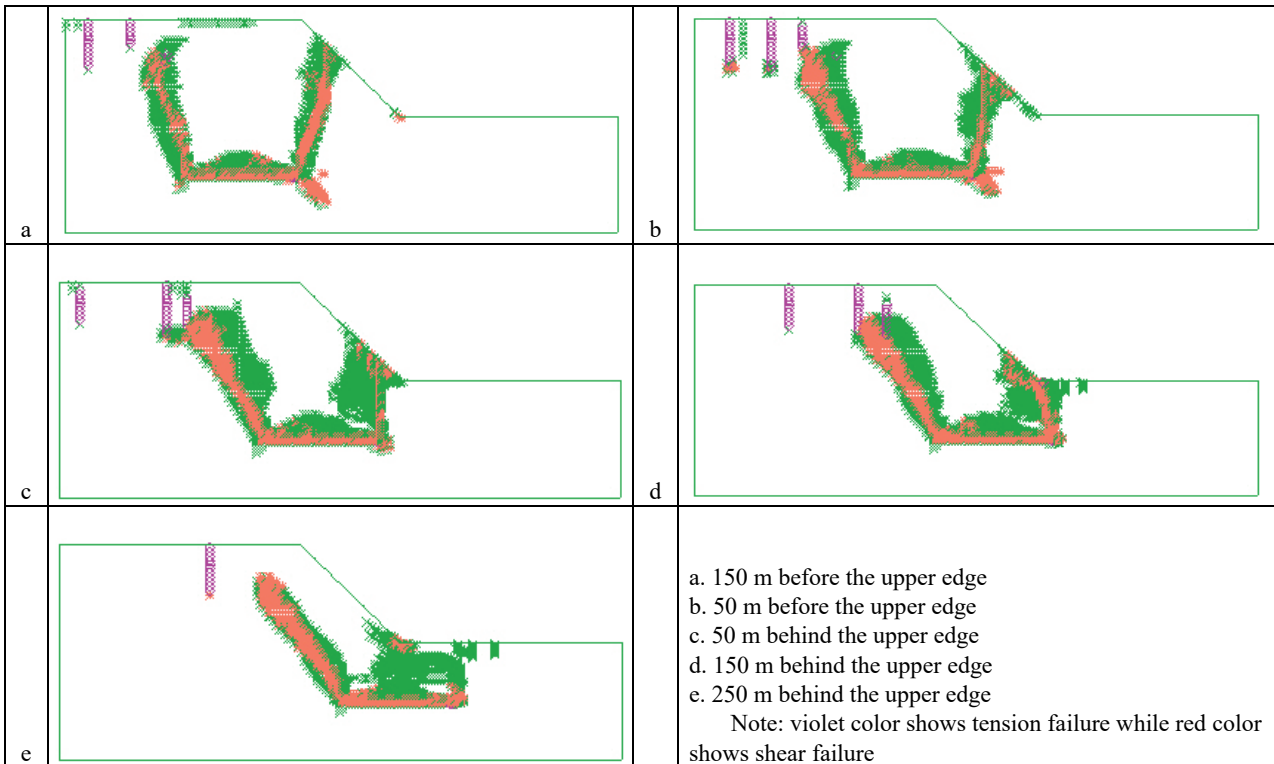 a
b
c
d
e
a. 150 m before the upper edge
b. 50 m before the upper edge
c. 50 m behind the upper edge
d. 150 m behind the upper edge
e. 250 m behind the upper edge
Note: violet color shows tension failure while red color
shows shear failure